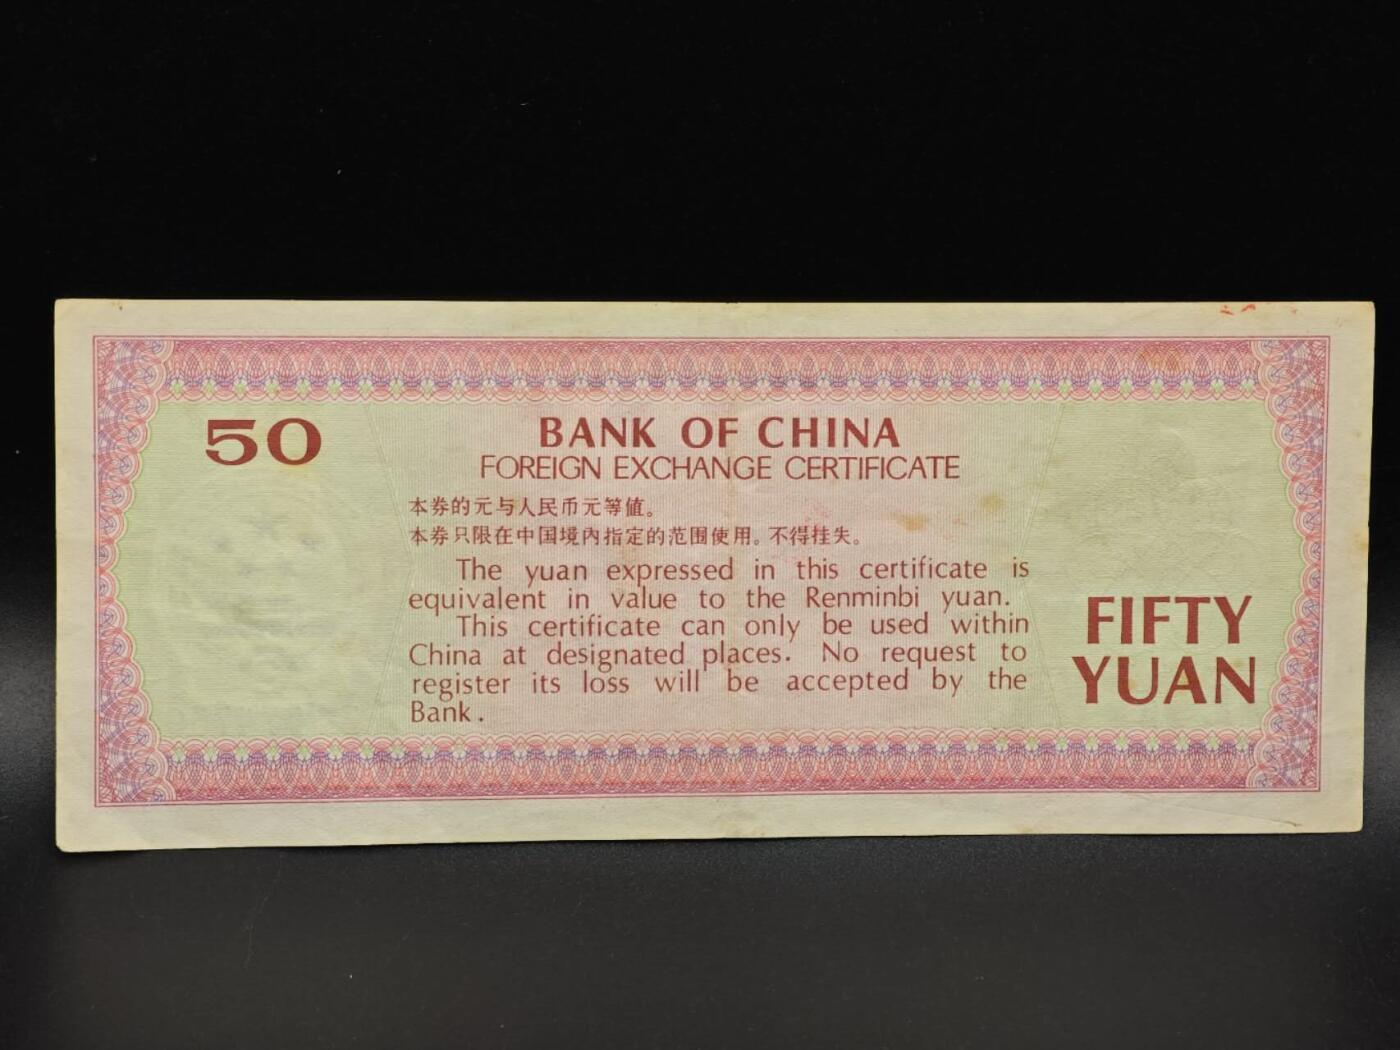 50
BANK OF CHINA
FOREIGN EXCHANGE CERTIFICATE
本券的元与人民币元等值。
本券只限在中国境内指定的范围使用。不得挂失。
The yuan expressed in this certificate is
equivalent in value to the Renminbi yuan.
This certificate can only be used within
China at designated places. No request to
register its loss will be accepted by the
Bank.
FIFTY
YUAN